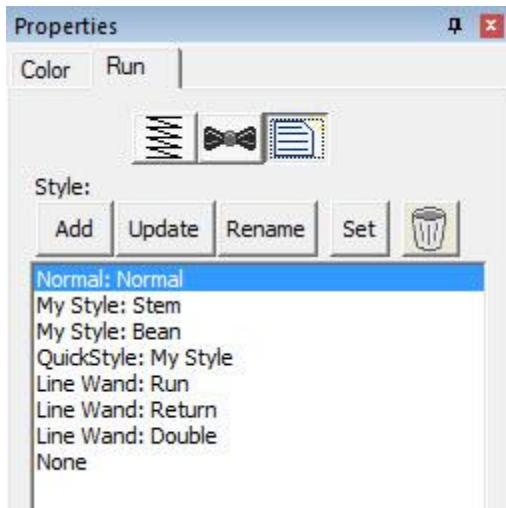 Properties
Color Run
Style:
Add Update Rename Set
Normal: Normal
My Style: Stem
My Style: Bean
QuickStyle: My Style
Line Wand: Run
Line Wand: Return
Line Wand: Double
None